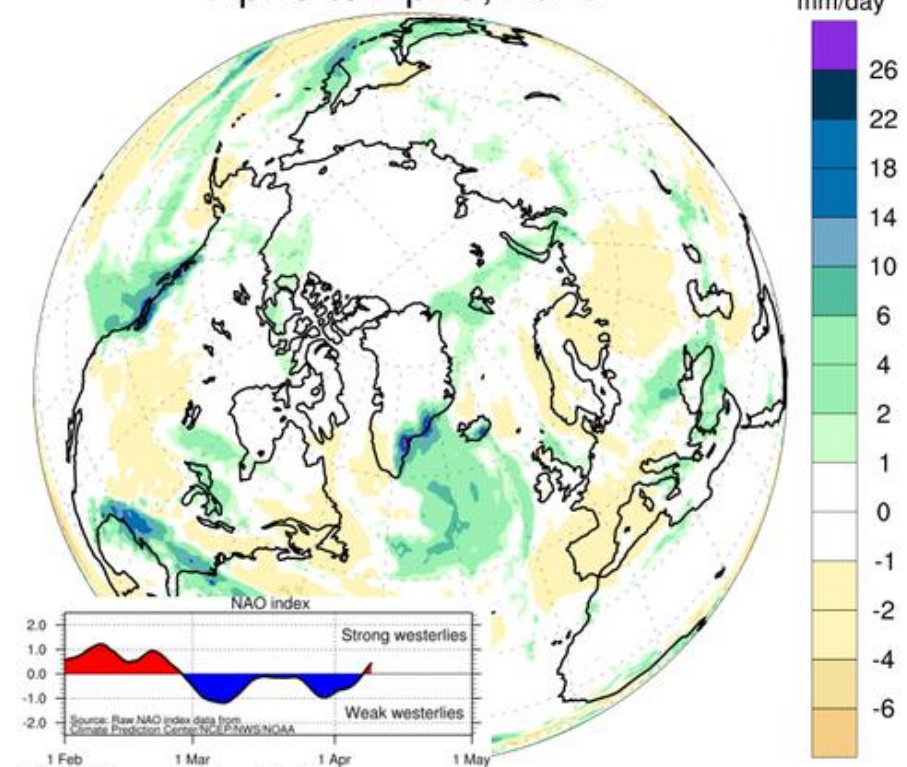 mm/day
26
22
18
14
10
6
4
2
1
0
-1
-2
-4
-6
NAO index
2.0
1.0
0.0
-1.0
-2.0
Strong westerlies
Weak westerlies
Source: Raw NAO index data from
Climate Prediction Center/NCEP/NWS/NOAA
1 Feb 1 Mar 1 Apr 1 May